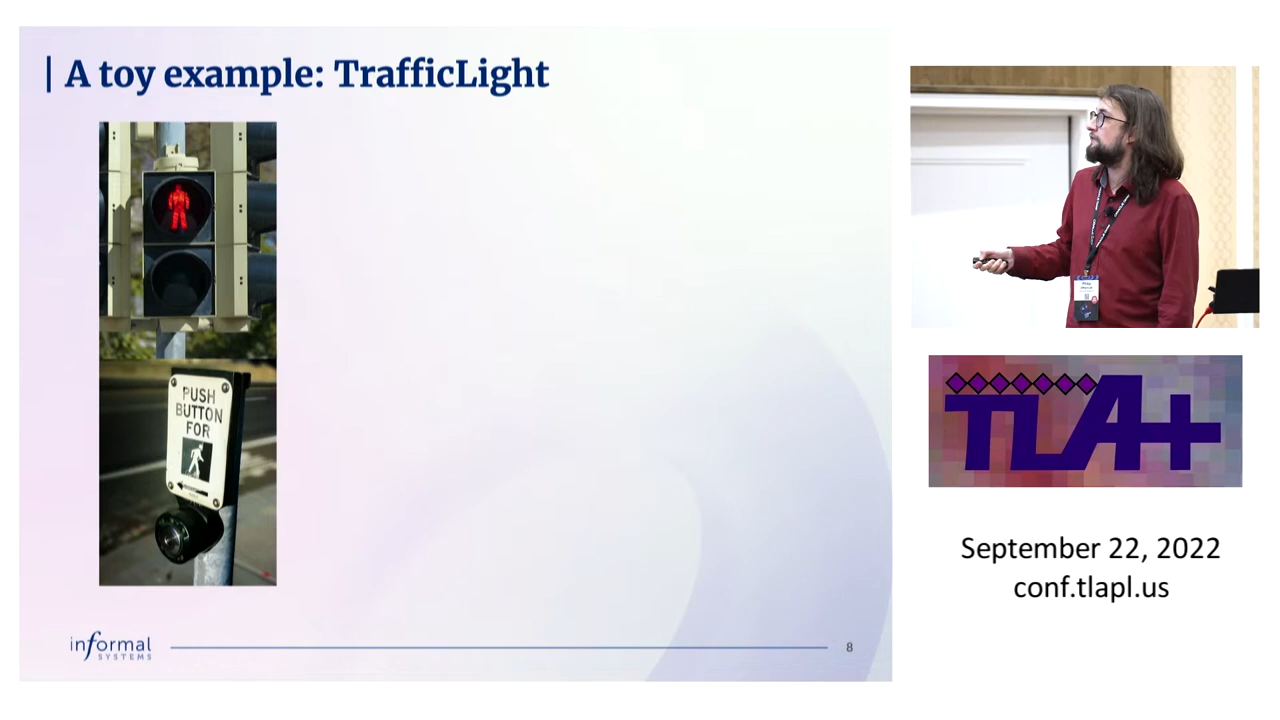 | A toy example: TrafficLight
PUSH
BUTTON
FOR
informal
SYSTEMS
8
TLA+
September 22, 2022
conf.tlapl.us